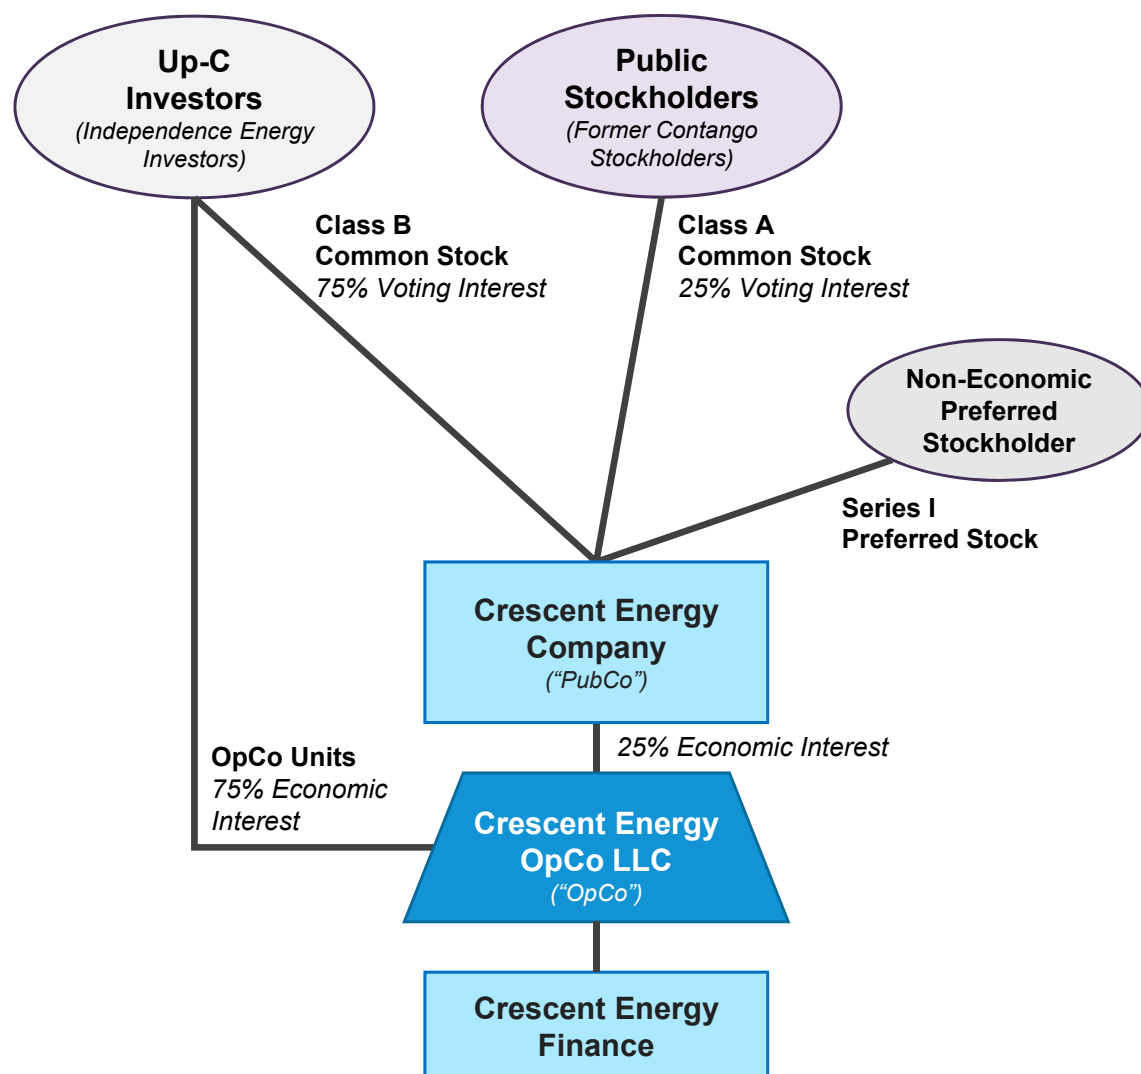 Up-C
Investors
(Independence Energy
Investors)
Public
Stockholders
(Former Contango
Stockholders)
Class B
Common Stock
75% Voting Interest
Class A
Common Stock
25% Voting Interest
Non-Economic
Preferred
Stockholder
Series I
Preferred Stock
Crescent Energy
Company
(“PubCo”)
25% Economic Interest
OpCo Units
75% Economic
Interest
Crescent Energy
OpCo LLC
(“OpCo”)
Crescent Energy
Finance